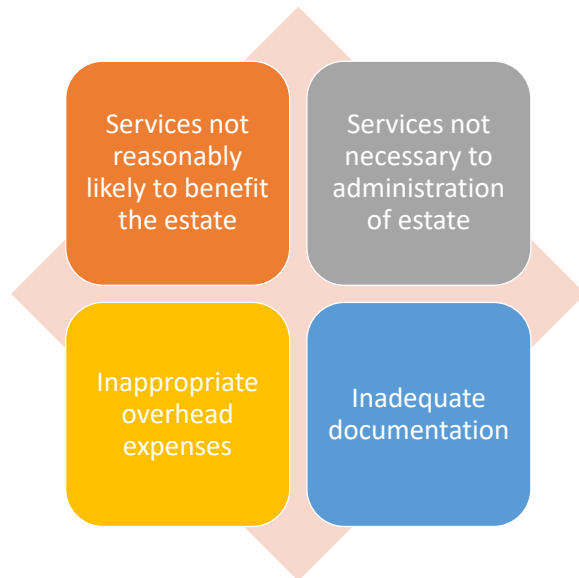 Services not
reasonably
likely to benefit
the estate
Services not
necessary to
administration
of estate
Inappropriate
overhead
expenses
Inadequate
documentation